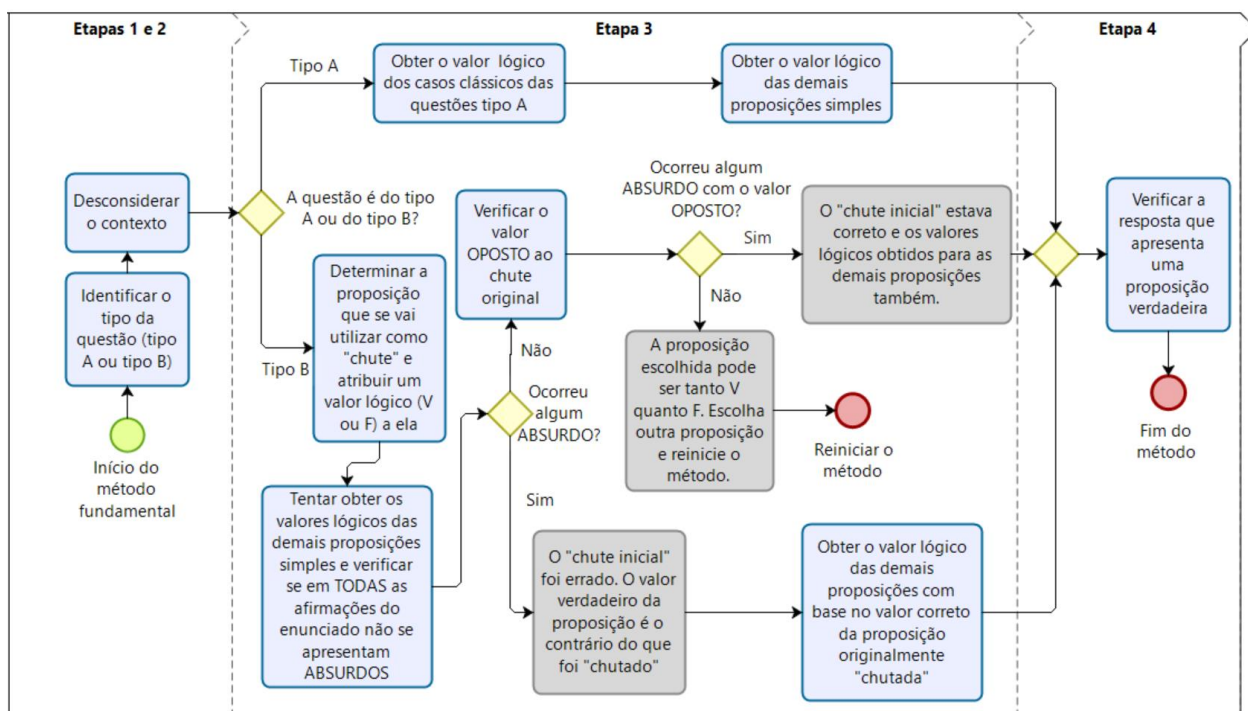 Etapas 1 e 2
Etapa 3
Etapa 4
Tipo A
Obter o valor lógico
dos casos clássicos das
questões tipo A
Obter o valor lógico
das demais
proposições simples
Desconsiderar
o contexto
A questão é do tipo
A ou do tipo B?
Identificar o
tipo da
questão (tipo
A ou tipo B)
Início do
método
fundamental
Tipo B
Determinar a
proposição
que se vai
utilizar como
"chute" e
atribuir um
valor lógico (V
ou F) a ela
Tentar obter os
valores lógicos das
demais proposições
simples e verificar
se em TODAS as
afirmações do
enunciado não se
apresentam
ABSURDOS
Ocorreu
algum
ABSURDO?
Não
Verificar o
valor
OPOSTO ao
chute
original
Ocorreu algum
ABSURDO com o valor
OPOSTO?
Sim
O "chute inicial" estava
correto e os valores
lógicos obtidos para as
demais proposições
também.
Não
A proposição
escolhida pode
ser tanto V
quanto F. Escolha
outra proposição
e reinicie o
método.
Reiniciar o
método
Sim
O "chute inicial"
foi errado. O valor
verdadeiro da
proposição é o
contrário do que
foi "chutado"
Obter o valor lógico
das demais
proposições com
base no valor correto
da proposição
originalmente
"chutada"
Verificar a
resposta que
apresenta
uma
proposição
verdadeira
Fim do
método